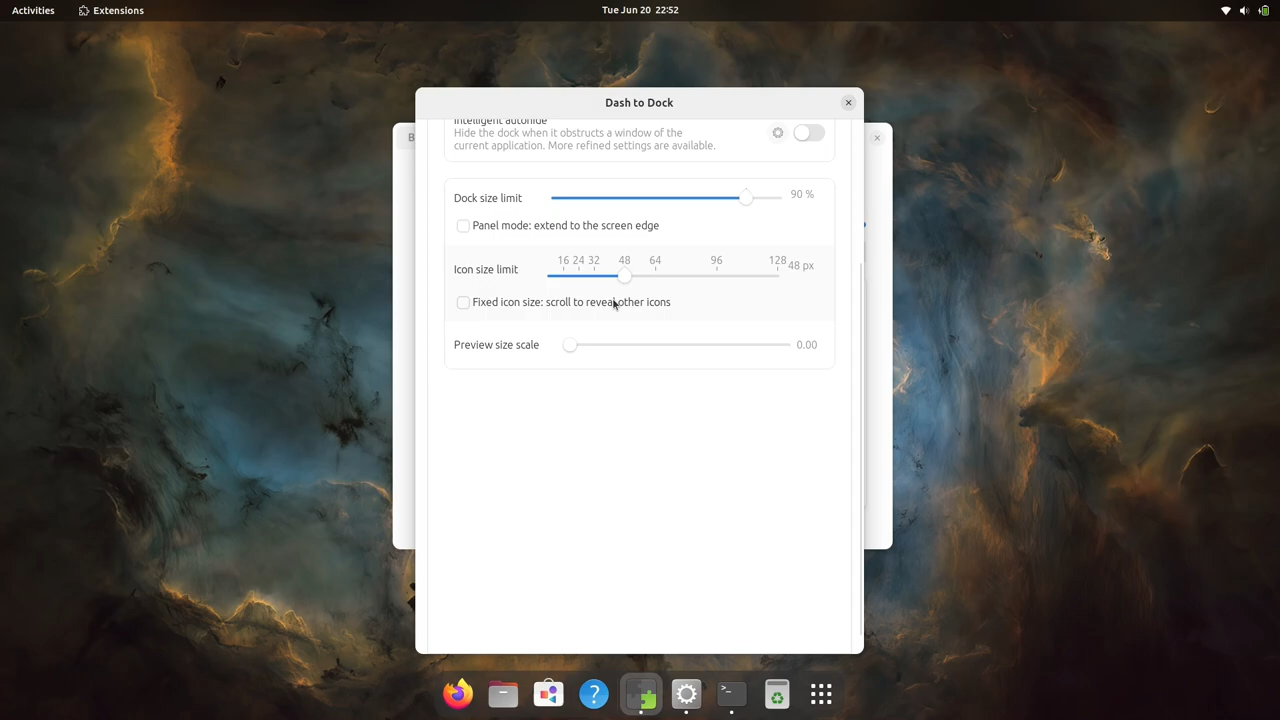 Activities
Extensions
Tue Jun 20 22:52
Dash to Dock
B
Intelligent autohide
Hide the dock when it obstructs a window of the
current application. More refined settings are available.
Dock size limit
90 %
Panel mode: extend to the screen edge
16 24 32 48 64 96 128
Icon size limit
48 px
Fixed icon size: scroll to reveal other icons
Preview size scale
0.00